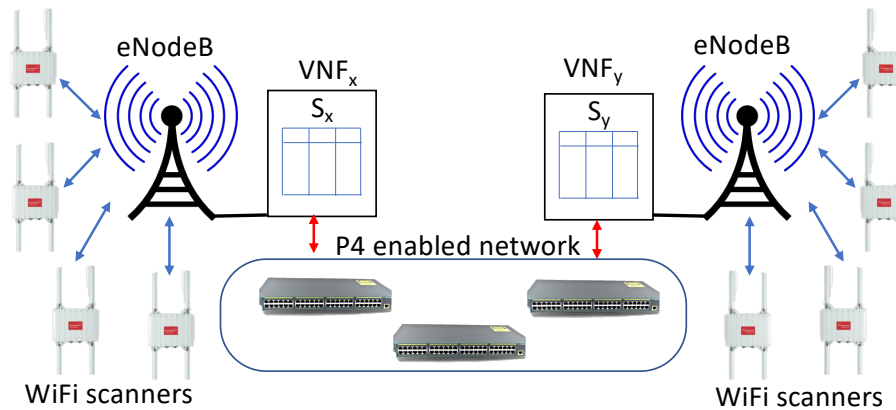 eNodeB
VNFx
Sx
VNFy
Sy
eNodeB
P4 enabled network
WiFi scanners
WiFi scanners